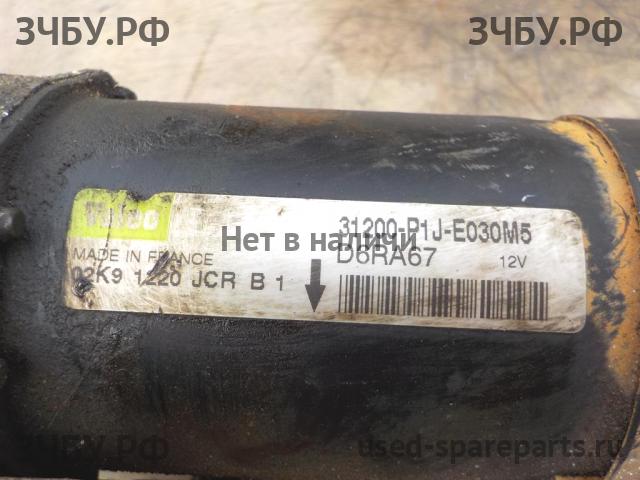 ЗЧБУ.РФ ЗЧБУ.РФ
Valeo
31200-P1J-E030M5
Нет в наличии
MADE IN FRANCE D6RA67 12V
02K9 1220 JCR B 1
ЗЧБУ.РФ used-spareparts.ru